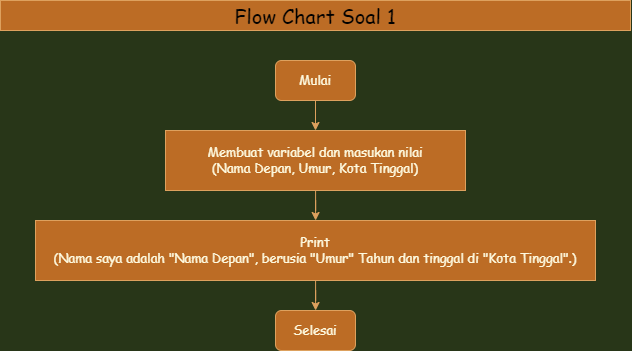 Flow Chart Soal 1
Mulai
Membuat variabel dan masukan nilai
(Nama Depan, Umur, Kota Tinggal)
Print
(Nama saya adalah "Nama Depan", berusia "Umur" Tahun dan tinggal di "Kota Tinggal".)
Selesai